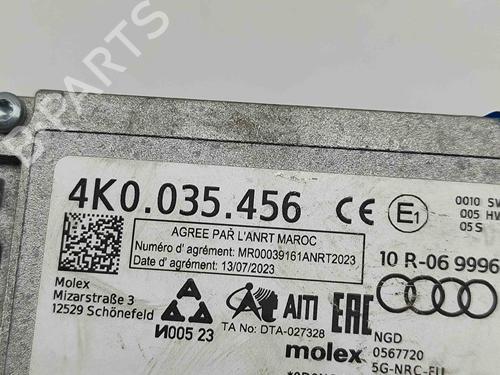 B-PARTS
4K0.035.456
CE
E1
0010 SW
005 HW
05 S
AGREE PAR L'ANRT MAROC
Numéro d' agrément: MR00039161ANRT2023
Date d' agrément: 13/07/2023
10 R-06 9996
Molex
Mizarstraße 3
12529 Schönefeld
И005 23
AITI
TA No: DTA-027328
EAC
molex
NGD
0567720
5G-NRC-EU